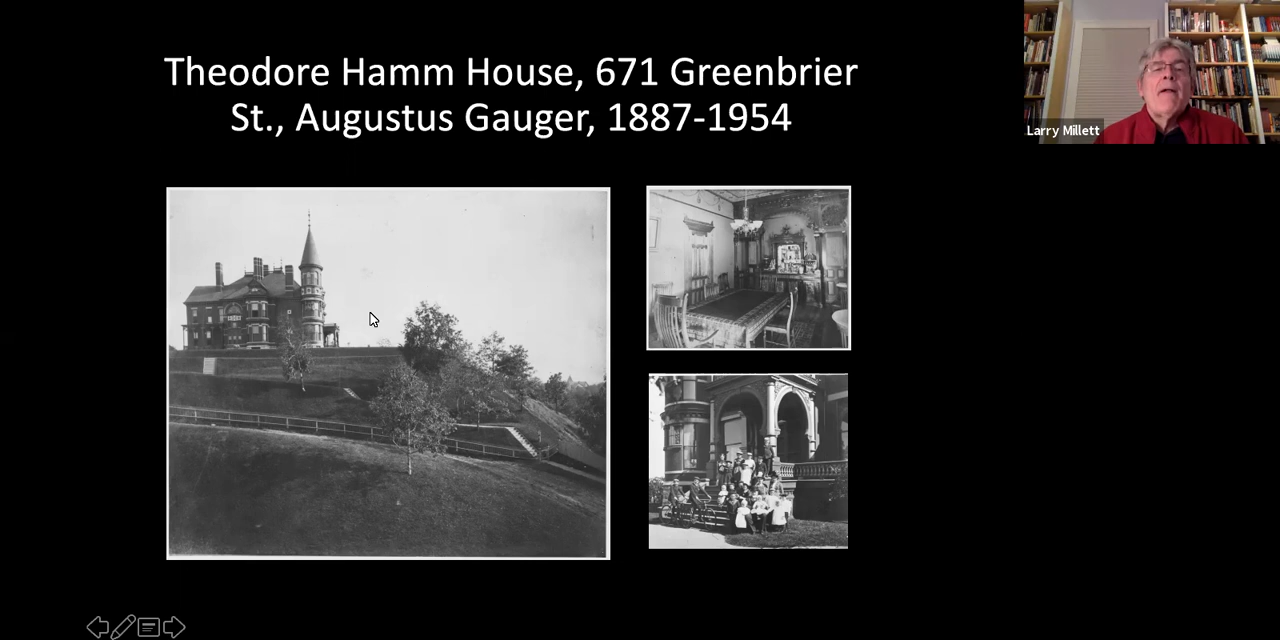 Theodore Hamm House, 671 Greenbrier
St., Augustus Gauger, 1887-1954
Larry Millett